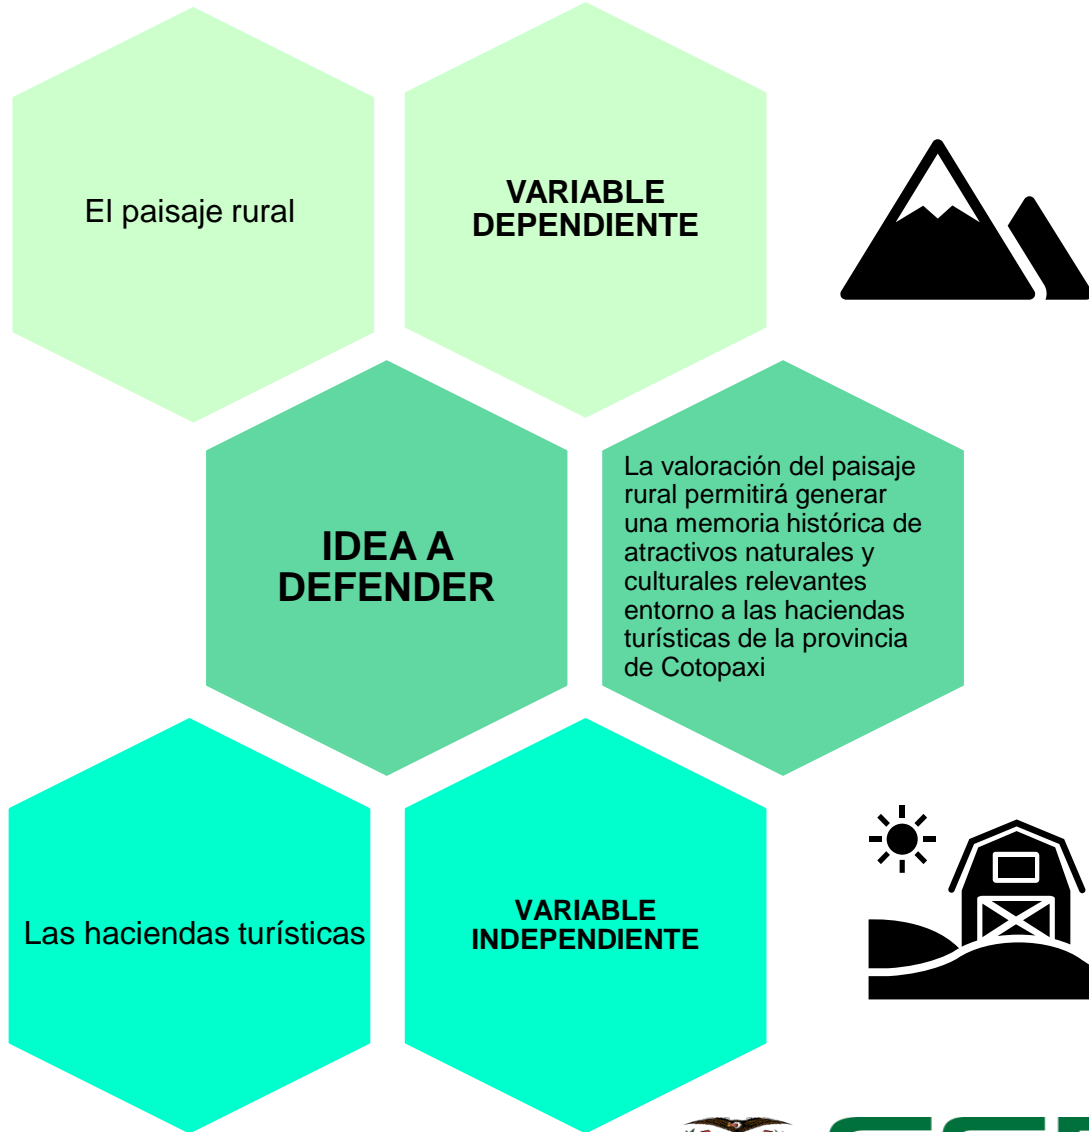 El paisaje rural
VARIABLE
DEPENDIENTE
IDEA A
DEFENDER
La valoración del paisaje
rural permitirá generar
una memoria histórica de
atractivos naturales y
culturales relevantes
entorno a las haciendas
turísticas de la provincia
de Cotopaxi
Las haciendas turísticas
VARIABLE
INDEPENDIENTE